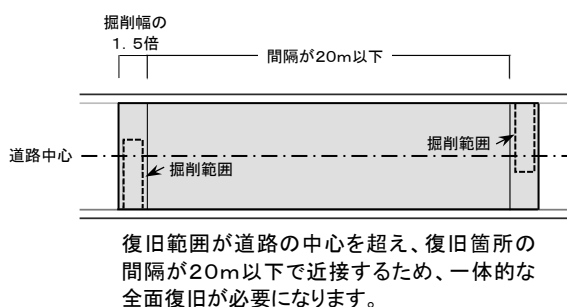 掘削幅の
1．5倍
間隔が20m以下
道路中心
掘削範囲
掘削範囲
復旧範囲が道路の中心を超え、復旧箇所の
間隔が20m以下で近接するため、一体的な
全面復旧が必要になります。